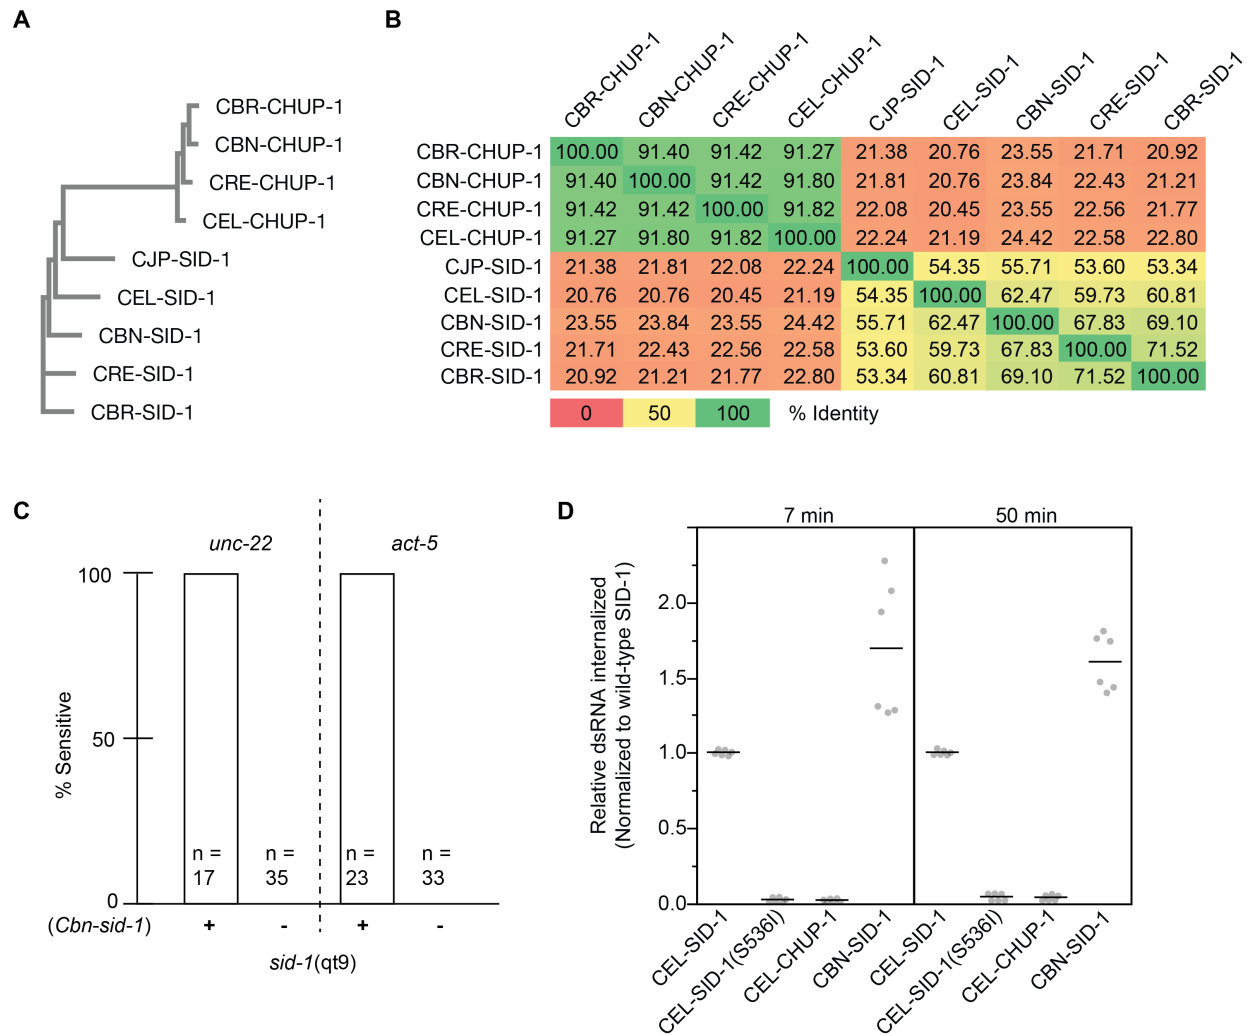 A
CBR-CHUP-1
CBN-CHUP-1
CRE-CHUP-1
CEL-CHUP-1
CJP-SID-1
CEL-SID-1
CBN-SID-1
CRE-SID-1
CBR-SID-1
B
CBR-CHUP-1 CBN-CHUP-1 CRE-CHUP-1 CEL-CHUP-1 CJP-SID-1 CEL-SID-1 CBN-SID-1 CRE-SID-1 CBR-SID-1
CBR-CHUP-1 100.00 91.40 91.42 91.27 21.38 20.76 23.55 21.71 20.92
CBN-CHUP-1 91.40 100.00 91.42 91.80 21.81 20.76 23.84 22.43 21.21
CRE-CHUP-1 91.42 91.42 100.00 91.82 22.08 20.45 23.55 22.56 21.77
CEL-CHUP-1 91.27 91.80 91.82 100.00 22.24 21.19 24.42 22.58 22.80
CJP-SID-1 21.38 21.81 22.08 22.24 100.00 54.35 55.71 53.60 53.34
CEL-SID-1 20.76 20.76 20.45 21.19 54.35 100.00 62.47 59.73 60.81
CBN-SID-1 23.55 23.84 23.55 24.42 55.71 62.47 100.00 67.83 69.10
CRE-SID-1 21.71 22.43 22.56 22.58 53.60 59.73 67.83 100.00 71.52
CBR-SID-1 20.92 21.21 21.77 22.80 53.34 60.81 69.10 71.52 100.00
0 50 100 % Identity
C
unc-22 act-5
% Sensitive
100
50
0
n = n = n = n =
17 35 23 33
(Cbn-sid-1) + - + -
sid-1(qt9)
D
7 min 50 min
Relative dsRNA internalized
(Normalized to wild-type SID-1)
2.0
1.5
1.0
0.5
0.0
CEL-SID-1 CEL-SID-1(S536I) CEL-CHUP-1 CBN-SID-1 CEL-SID-1 CEL-SID-1(S536I) CEL-CHUP-1 CBN-SID-1